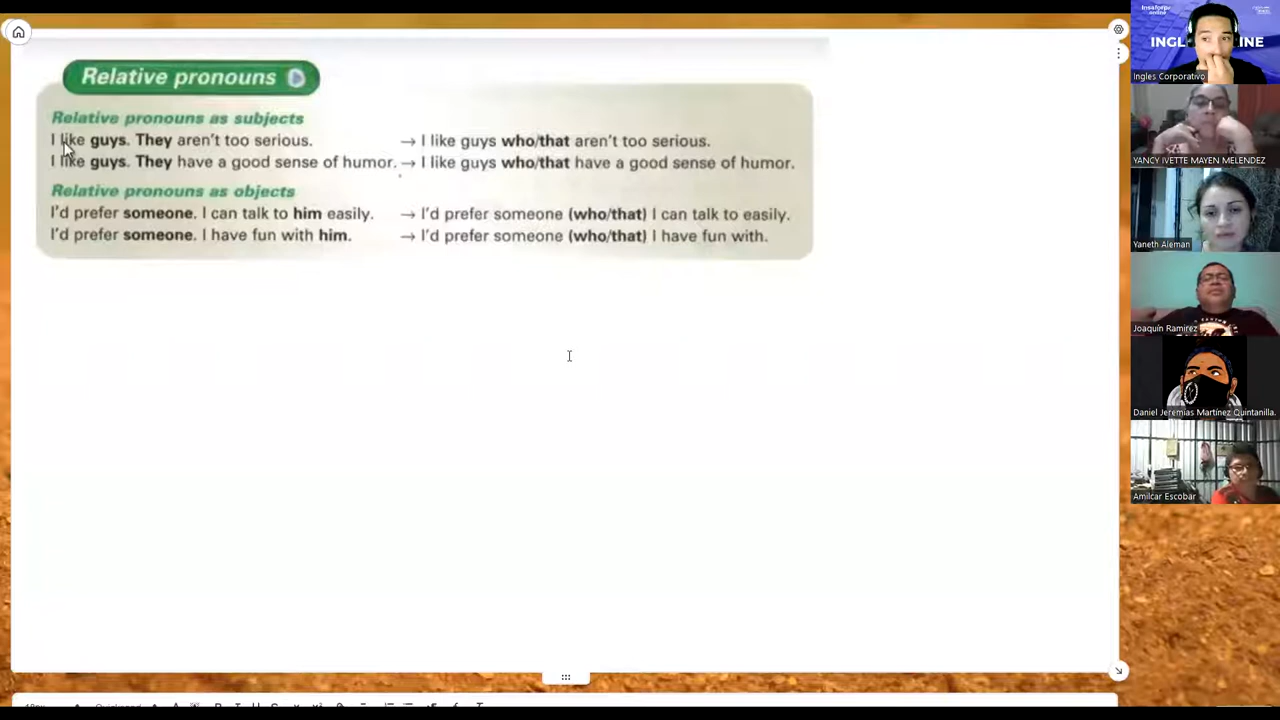 Relative pronouns
Relative pronouns as subjects
I like guys. They aren't too serious. → I like guys who/that aren't too serious.
I like guys. They have a good sense of humor. → I like guys who/that have a good sense of humor.
Relative pronouns as objects
I'd prefer someone. I can talk to him easily. → I'd prefer someone (who/that) I can talk to easily.
I'd prefer someone. I have fun with him. → I'd prefer someone (who/that) I have fun with.
Insaforp
online
INGL INE
Ingles Corporativo
YANCY IVETTE MAYEN MELENDEZ
Yaneth Aleman
Joaquín Ramirez
Daniel Jeremias Martínez Quintanilla.
Amilcar Escobar